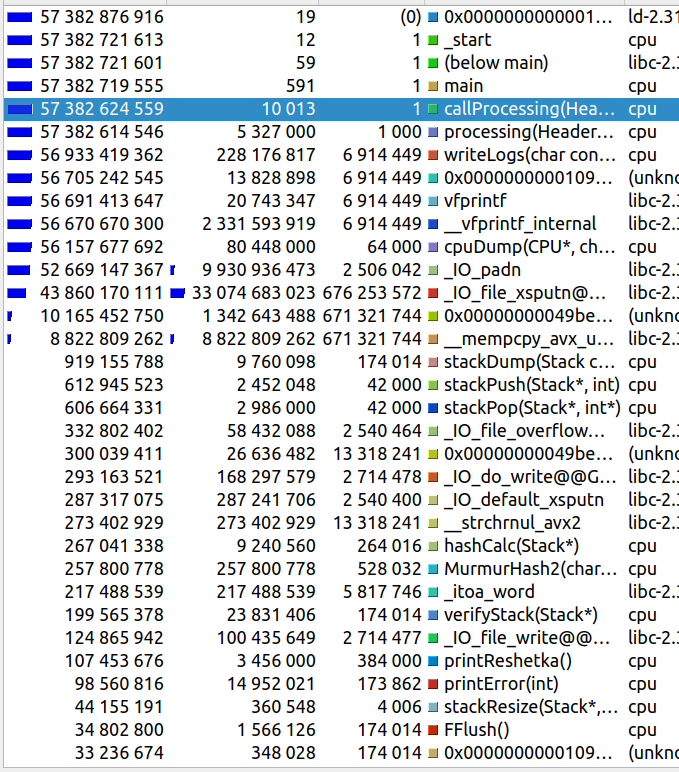 57 382 876 916 19 (0) 0x0000000000001... ld-2.31
57 382 721 613 12 1 _start cpu
57 382 721 601 59 1 (below main) libc-2.3
57 382 719 555 591 1 main cpu
57 382 624 559 10 013 1 callProcessing(Hea... cpu
57 382 614 546 5 327 000 1 000 processing(Header... cpu
56 933 419 362 228 176 817 6 914 449 writeLogs(char con... cpu
56 705 242 545 13 828 898 6 914 449 0x0000000000109... (unkno
56 691 413 647 20 743 347 6 914 449 vfprintf libc-2.3
56 670 670 300 2 331 593 919 6 914 449 __vfprintf_internal libc-2.3
56 157 677 692 80 448 000 64 000 cpuDump(CPU*, ch... cpu
52 669 147 367 9 930 936 473 2 506 042 _IO_padn libc-2.3
43 860 170 111 33 074 683 023 676 253 572 _IO_file_xsputn@... libc-2.3
10 165 452 750 1 342 643 488 671 321 744 0x00000000049be... (unkno
8 822 809 262 8 822 809 262 671 321 744 __mempcpy_avx_u... libc-2.3
919 155 788 9 760 098 174 014 stackDump(Stack c... cpu
612 945 523 2 452 048 42 000 stackPush(Stack*, int) cpu
606 664 331 2 986 000 42 000 stackPop(Stack*, int*) cpu
332 802 402 58 432 088 2 540 464 _IO_file_overflow... libc-2.3
300 039 411 26 636 482 13 318 241 0x00000000049be... (unkno
293 163 521 168 297 579 2 714 478 _IO_do_write@@G... libc-2.3
287 317 075 287 241 706 2 540 400 _IO_default_xsputn libc-2.3
273 402 929 273 402 929 13 318 241 __strchrnul_avx2 libc-2.3
267 041 338 9 240 560 264 016 hashCalc(Stack*) cpu
257 800 778 257 800 778 528 032 MurmurHash2(char... cpu
217 488 539 217 488 539 5 817 746 _itoa_word libc-2.3
199 565 378 23 831 406 174 014 verifyStack(Stack*) cpu
124 865 942 100 435 649 2 714 477 _IO_file_write@@... libc-2.3
107 453 676 3 456 000 384 000 printReshetka() cpu
98 560 816 14 952 021 173 862 printError(int) cpu
44 155 191 360 548 4 006 stackResize(Stack*,... cpu
34 802 800 1 566 126 174 014 FFlush() cpu
33 236 674 348 028 174 014 0x0000000000109... (unkno